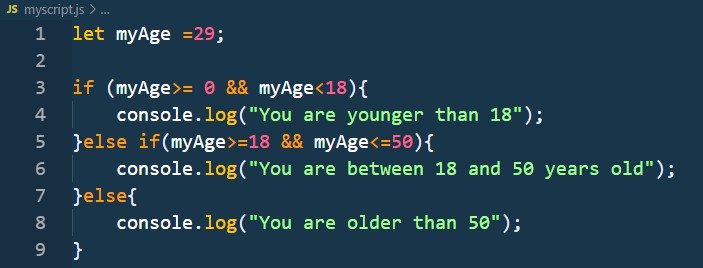 JS myscript.js > ...
1 let myAge =29;
2
3 if (myAge>= 0 && myAge<18){
4     console.log("You are younger than 18");
5 }else if(myAge>=18 && myAge<=50){
6     console.log("You are between 18 and 50 years old");
7 }else{
8     console.log("You are older than 50");
9 }